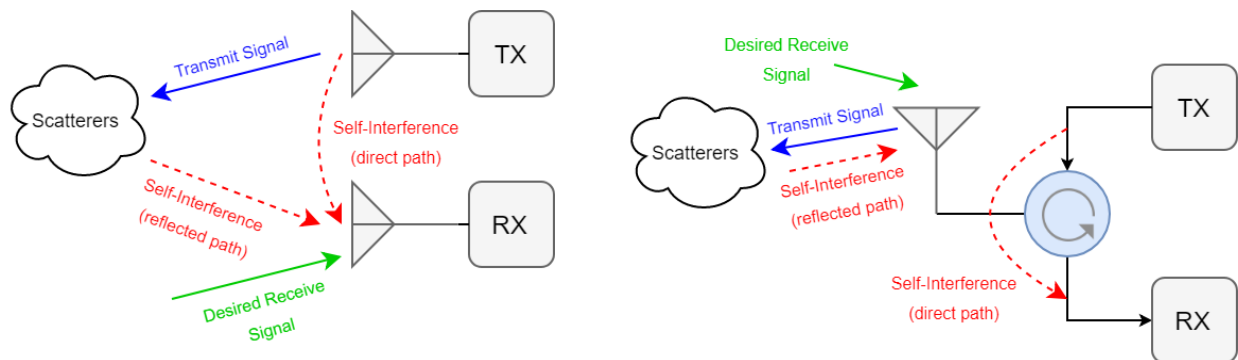 Transmit Signal
TX
Scatterers
Self-Interference
(direct path)
Self-Interference
(reflected path)
RX
Desired Receive
Signal
Desired Receive
Signal
TX
Transmit Signal
Scatterers
Self-Interference
(reflected path)
Self-Interference
(direct path)
RX